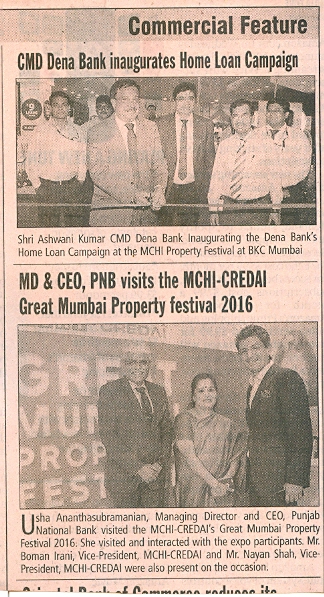 Commercial Feature
CMD Dena Bank inaugurates Home Loan Campaign
Shri Ashwani Kumar CMD Dena Bank Inaugurating the Dena Bank's
Home Loan Campaign at the MCHI Property Festival at BKC Mumbai
MD & CEO, PNB visits the MCHI-CREDAI
Great Mumbai Property festival 2016
CREDAI
GREAT
MUM
PROP
FEST
Usha Ananthasubramanian, Managing Director and CEO, Punjab
National Bank visited the MCHI-CREDAI's Great Mumbai Property
Festival 2016. She visited and interacted with the expo participants. Mr.
Boman Irani, Vice-President, MCHI-CREDAI and Mr. Nayan Shah, Vice-
President, MCHI-CREDAI were also present on the occasion.
Oriental Bank of Commerce reduces its